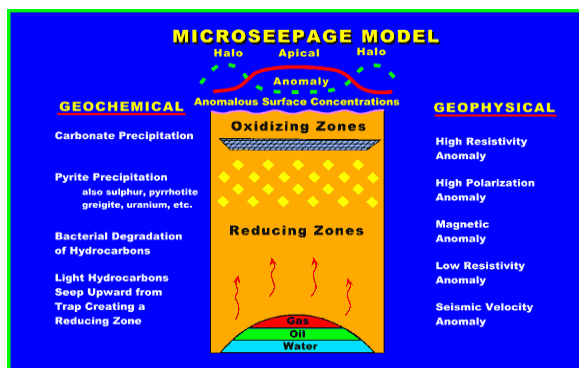 MICROSEEPAGE MODEL
Halo Apical Halo
Anomaly
Anomalous Surface Concentrations
GEOCHEMICAL
Carbonate Precipitation
Pyrite Precipitation
also sulphur, pyrrhotite
greigite, uranium, etc.
Bacterial Degradation
of Hydrocarbons
Light Hydrocarbons
Seep Upward from
Trap Creating a
Reducing Zone
Oxidizing Zones
Reducing Zones
Gas
Oil
Water
GEOPHYSICAL
High Resistivity
Anomaly
High Polarization
Anomaly
Magnetic
Anomaly
Low Resistivity
Anomaly
Seismic Velocity
Anomaly